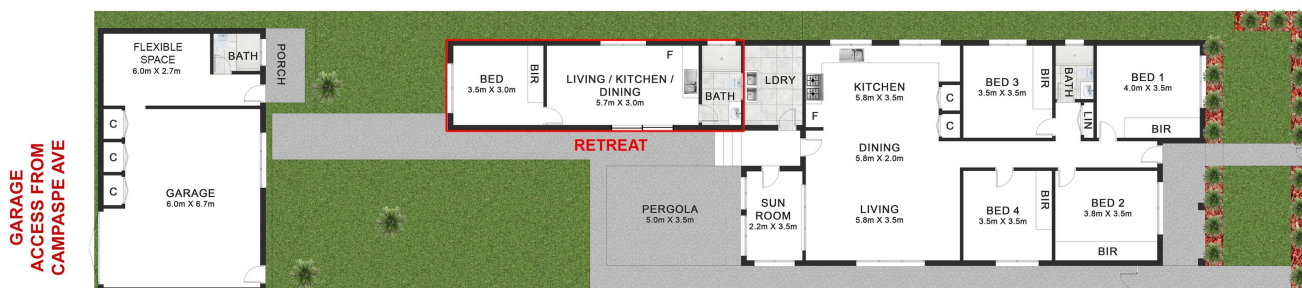 GARAGE
ACCESS FROM
CAMPASPE AVE
FLEXIBLE
SPACE
6.0m X 2.7m
BATH
PORCH
C
C
C
GARAGE
6.0m X 6.7m
BED
3.5m X 3.0m
BIR
LIVING / KITCHEN /
DINING
5.7m X 3.0m
F
BATH
RETREAT
LDRY
PERGOLA
5.0m X 3.5m
SUN
ROOM
2.2m X 3.5m
KITCHEN
5.8m X 3.5m
F
C
C
DINING
5.8m X 2.0m
LIVING
5.8m X 3.5m
BED 3
3.5m X 3.5m
BIR
BATH
LIN
BED 1
4.0m X 3.5m
BIR
BED 4
3.5m X 3.5m
BIR
BED 2
3.8m X 3.5m
BIR